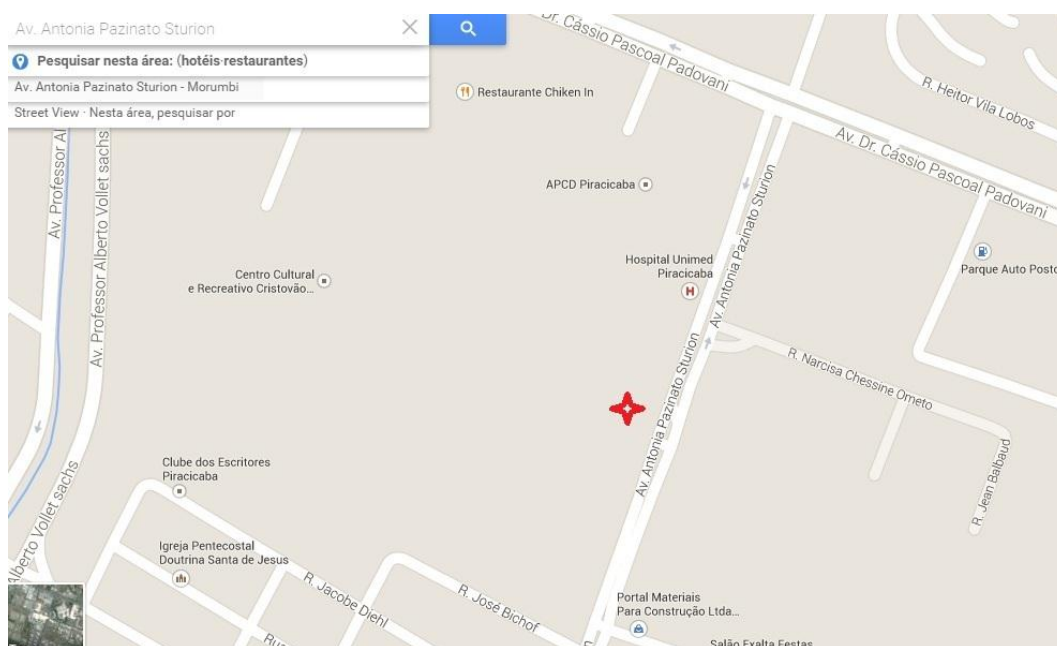 Av. Antonia Pazinato Sturion
Pesquisar nesta área: (hotéis restaurantes)
Av. Antonia Pazinato Sturion - Morumbi
Street View · Nesta área, pesquisar por
Dr. Cássio Pascoal Padovani
R. Heitor Vila Lobos
Restaurante Chiken In
Av. Dr. Cássio Pascoal Padovani
Av. Professor Al
Av. Professor Alberto Vollet sachs
APCD Piracicaba
Av. Antonia Pazinato Sturion
Hospital Unimed
Piracicaba
Parque Auto Posto
Centro Cultural
e Recreativo Cristovão...
R. Narcisa Chessine Ometo
Av. Antonia Pazinato Sturion
R. Jean Balbaud
Clube dos Escritores
Piracicaba
Alberto Vollet sachs
Igreja Pentecostal
Doutrina Santa de Jesus
R. Jacobe Diehl
R. José Bichof
Portal Materiais
Para Construção Ltda...
Salão Exalta Festas